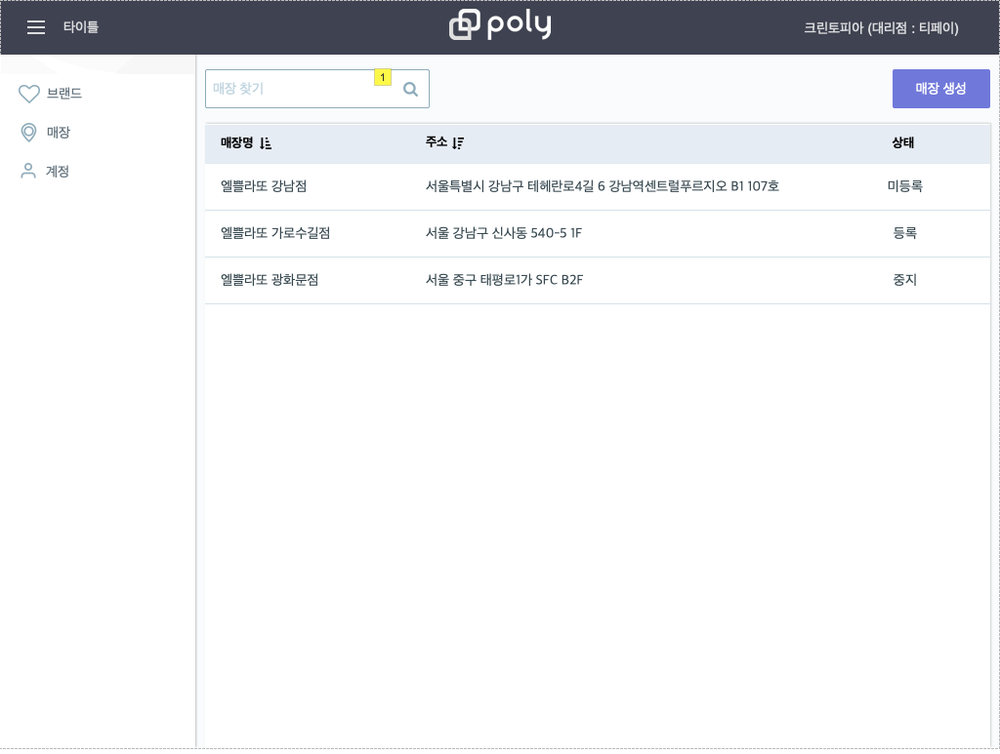 타이틀
poly
크린토피아 (대리점 : 티페이)
브랜드
매장
계정
매장 찾기
1
매장 생성
매장명 주소 상태
엘쁠라또 강남점 서울특별시 강남구 테헤란로4길 6 강남역센트럴푸르지오 B1 107호 미등록
엘쁠라또 가로수길점 서울 강남구 신사동 540-5 1F 등록
엘쁠라또 광화문점 서울 중구 태평로1가 SFC B2F 중지